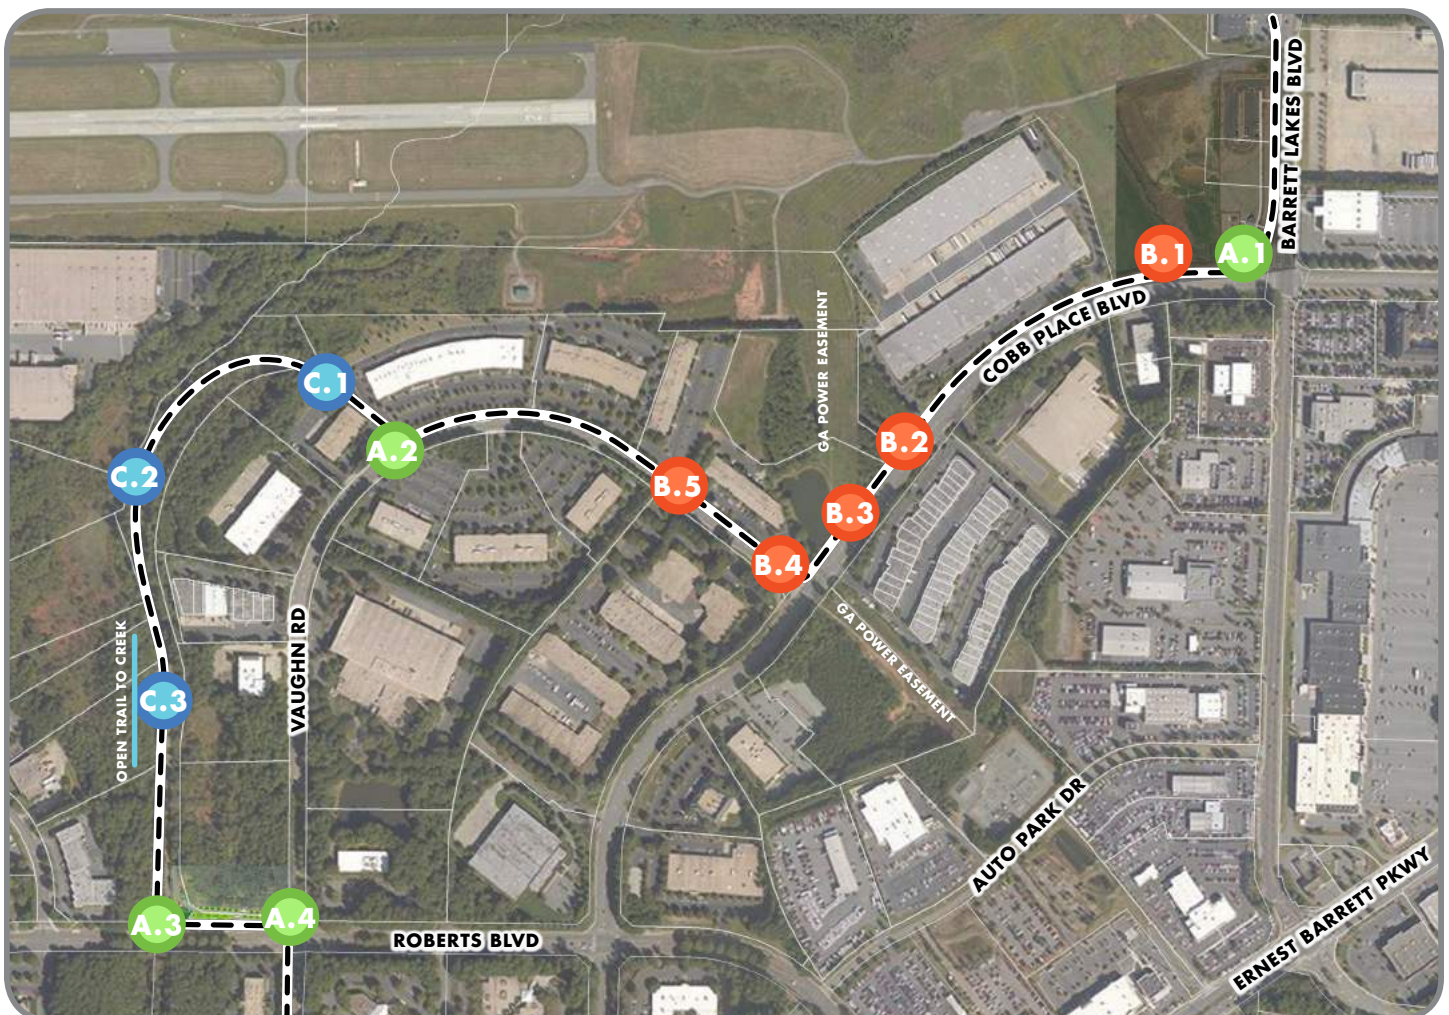 BARRETT LAKES BLVD
B.1
A.1
COBB PLACE BLVD
GA POWER EASEMENT
C.1
A.2
B.2
C.2
B.5
B.3
B.4
GA POWER EASEMENT
VAUGHN RD
OPEN TRAIL TO CREEK
C.3
AUTO PARK DR
ERNEST BARRETT PKWY
A.3
A.4
ROBERTS BLVD